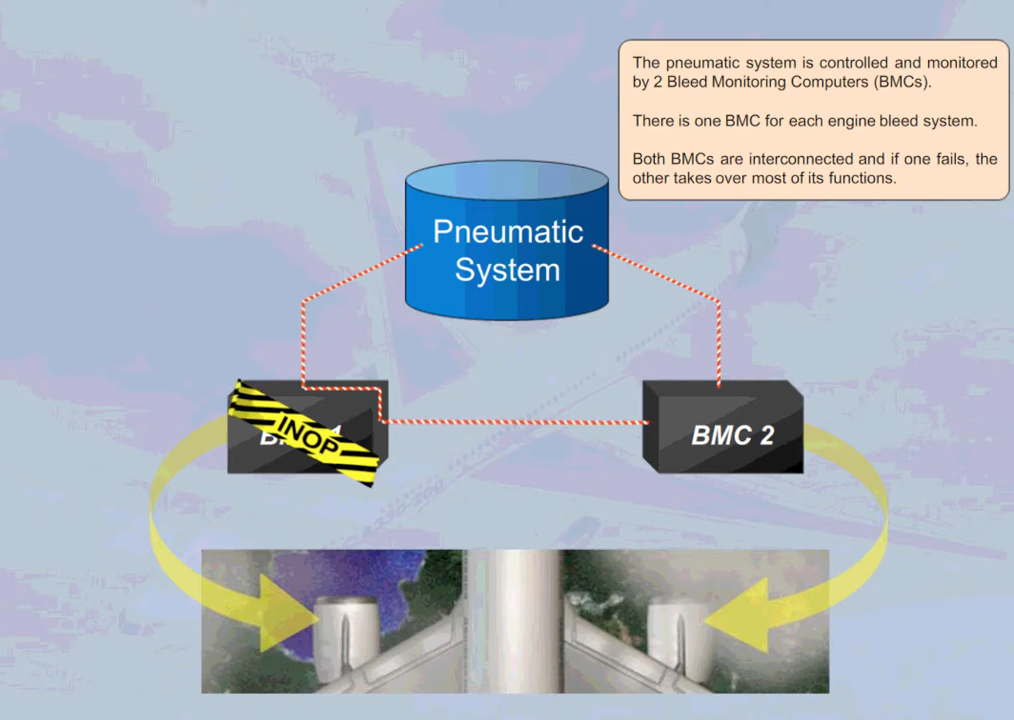 The pneumatic system is controlled and monitored
by 2 Bleed Monitoring Computers (BMCs).
There is one BMC for each engine bleed system.
Both BMCs are interconnected and if one fails, the
other takes over most of its functions.
Pneumatic
System
INOP
BMC 2